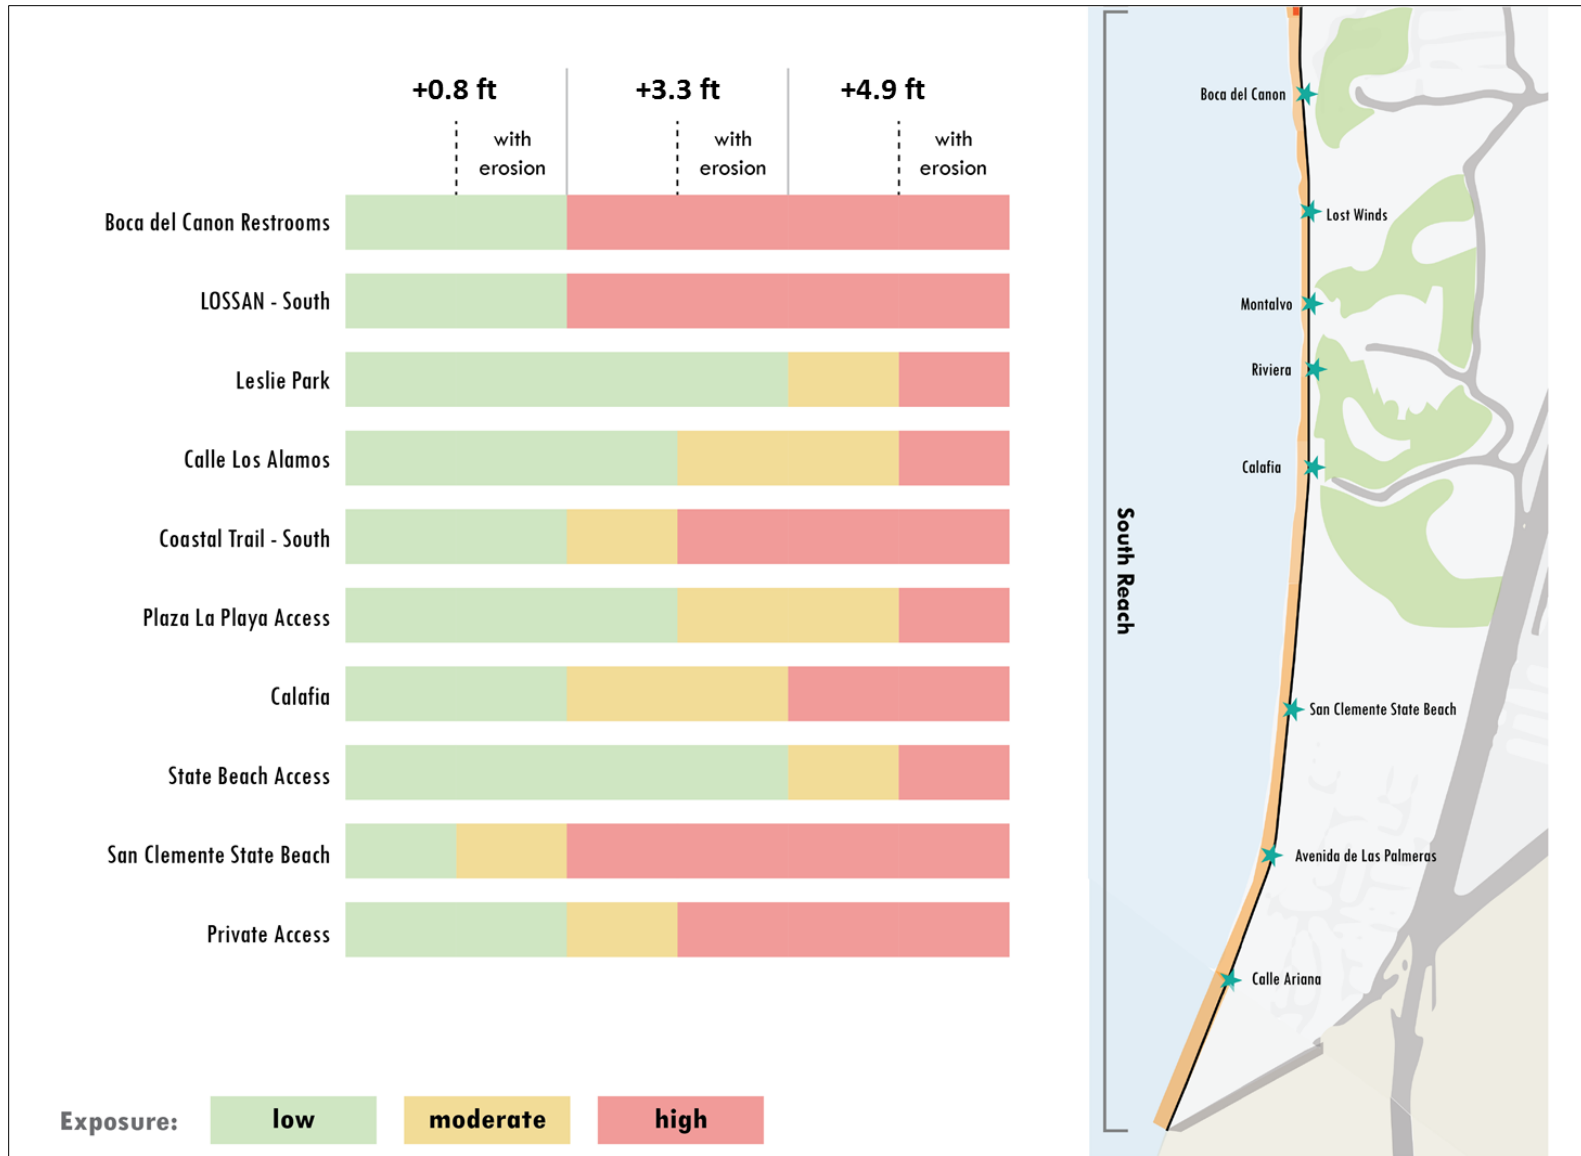 +0.8 ft
+3.3 ft
+4.9 ft
with
erosion
with
erosion
with
erosion
Boca del Canon Restrooms
LOSSAN - South
Leslie Park
Calle Los Alamos
Coastal Trail - South
Plaza La Playa Access
Calafia
State Beach Access
San Clemente State Beach
Private Access
Exposure:
low
moderate
high
South Reach
Boca del Canon
Lost Winds
Montalvo
Riviera
Calafia
San Clemente State Beach
Avenida de Las Palmeras
Calle Ariana